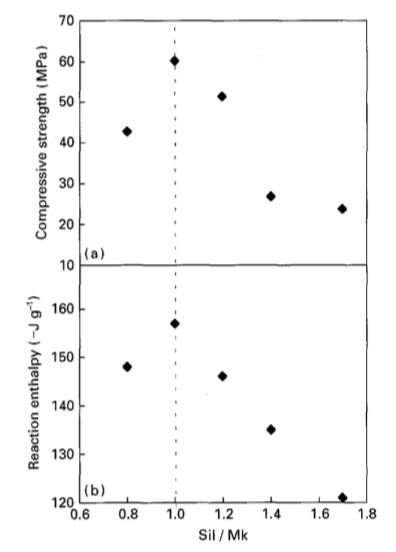 70
60
50
40
30
20
10
Compressive strength (MPa)
(a)
160
150
140
130
120
Reaction enthalpy (−J g⁻¹)
(b)
0.6 0.8 1.0 1.2 1.4 1.6 1.8
Sil / Mk